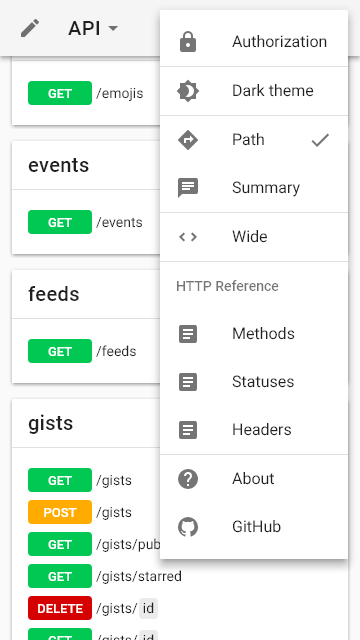 API
Authorization
Dark theme
Path
Summary
Wide
HTTP Reference
Methods
Statuses
Headers
About
GitHub
GET /emojis
events
GET /events
feeds
GET /feeds
gists
GET /gists
POST /gists
GET /gists/pub
GET /gists/starred
DELETE /gists/ id
GET /gists/ id